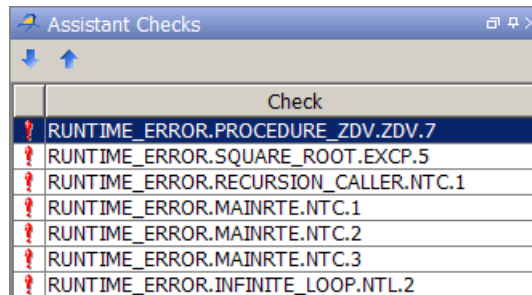 Assistant Checks
Check
RUNTIME_ERROR.PROCEDURE_ZDV.ZDV.7
RUNTIME_ERROR.SQUARE_ROOT.EXCP.5
RUNTIME_ERROR.RECURSION_CALLER.NTC.1
RUNTIME_ERROR.MAINRTE.NTC.1
RUNTIME_ERROR.MAINRTE.NTC.2
RUNTIME_ERROR.MAINRTE.NTC.3
RUNTIME_ERROR.INFINITE_LOOP.NTL.2